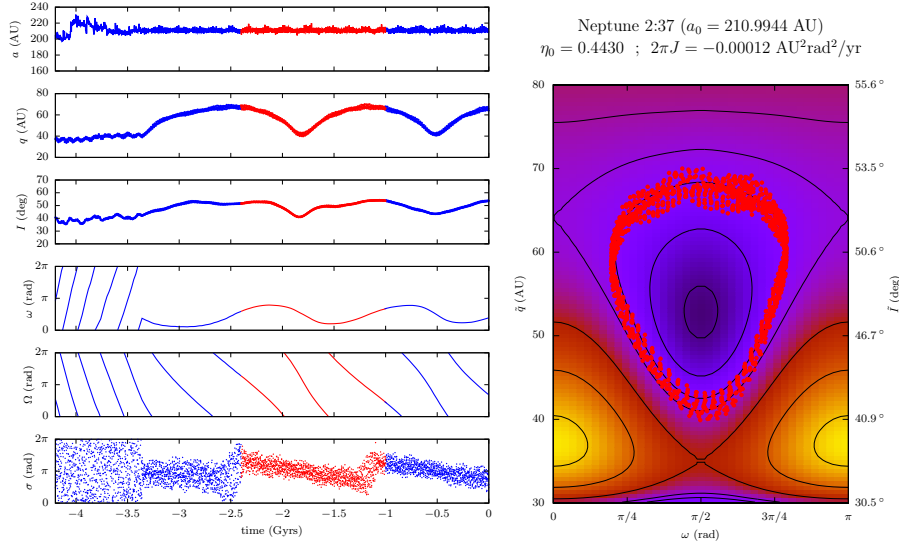 Neptune 2:37 (a₀ = 210.9944 AU)
η₀ = 0.4430 ; 2πJ = −0.00012 AU²rad²/yr
a (AU)
240
220
200
180
160
q (AU)
80
60
40
20
I (deg)
70
60
50
40
30
20
ω (rad)
2π
π
0
Ω (rad)
2π
π
0
σ (rad)
2π
π
0
−4 −3.5 −3 −2.5 −2 −1.5 −1 −0.5 0
time (Gyrs)
q̃ (AU)
80
70
60
50
40
30
0 π/4 π/2 3π/4 π
ω (rad)
55.6°
53.5°
50.6°
46.7°
40.9°
30.5°
Ĩ (deg)